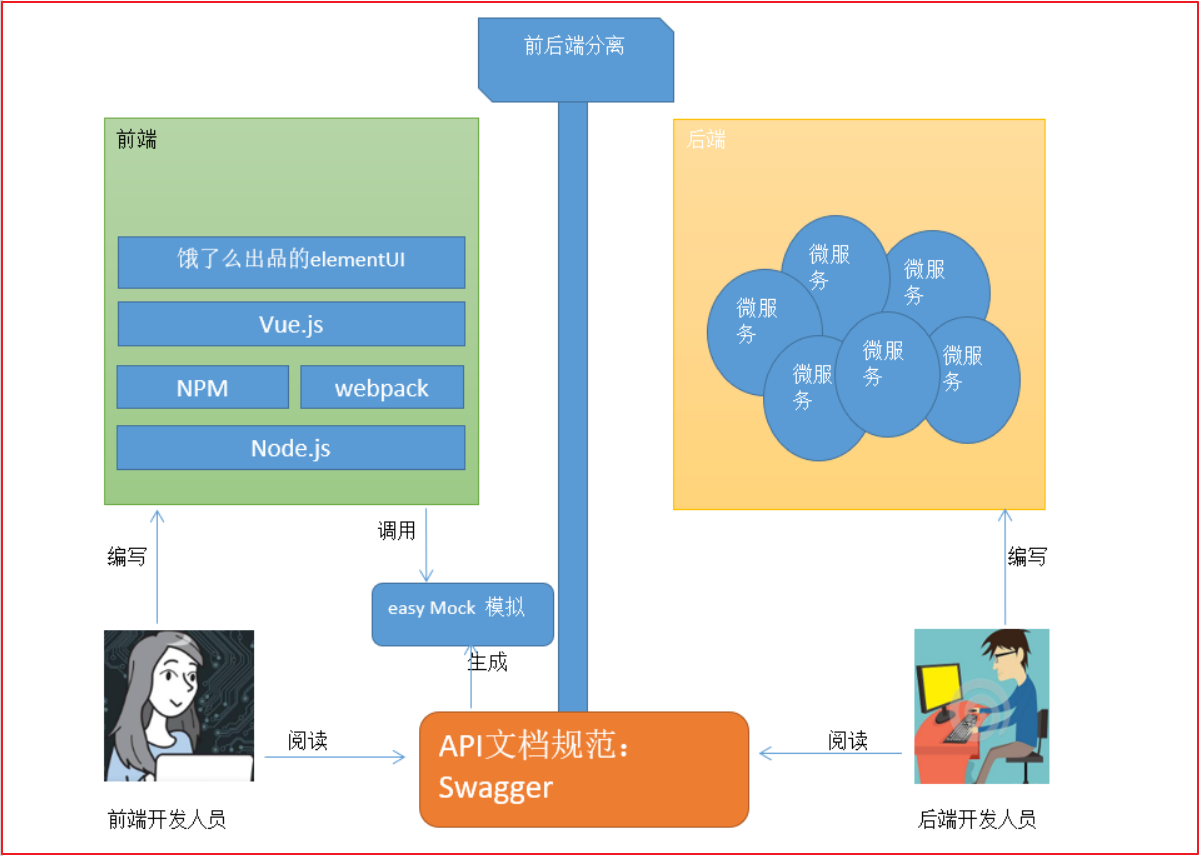 前后端分离
前端
饿了么出品的elementUI
Vue.js
NPM
webpack
Node.js
后端
微服
务
微服
务
微服
务
微服
务
微服
务
微服
务
调用
编写
编写
easy Mock 模拟
生成
阅读
API文档规范：
Swagger
阅读
前端开发人员
后端开发人员